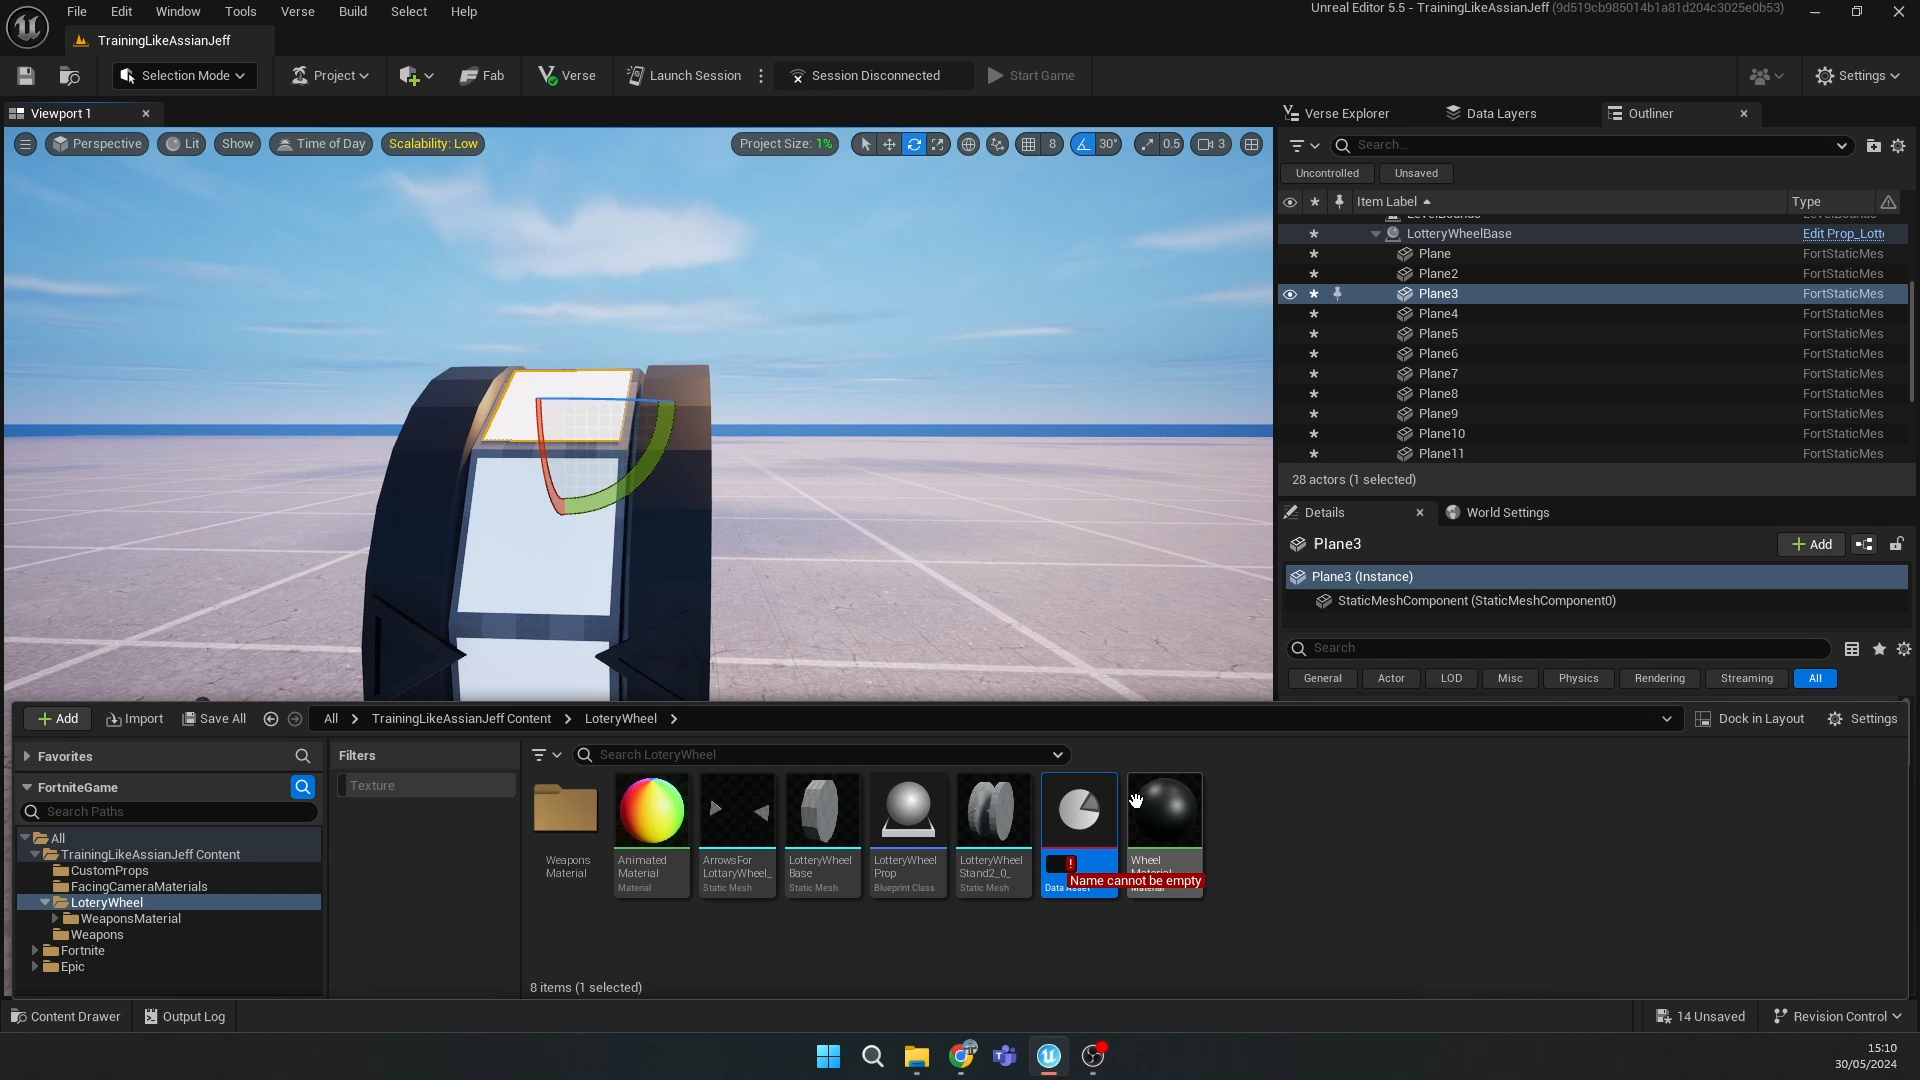 File Edit Window Tools Verse Build Select Help
Unreal Editor 5.5 - TrainingLikeAssianJeff (9d519cb985014b1a81d204c3025e0b53)
TrainingLikeAssianJeff
Selection Mode Project Fab Verse Launch Session Session Disconnected Start Game Settings
Viewport 1
Verse Explorer Data Layers Outliner
Perspective Lit Show Time of Day Scalability: Low Project Size: 1% 8 30° 0.5 3
Search...
Uncontrolled Unsaved
Item Label Type
LotteryWheelBase Edit Prop_Lott
Plane FortStaticMes
Plane2 FortStaticMes
Plane3 FortStaticMes
Plane4 FortStaticMes
Plane5 FortStaticMes
Plane6 FortStaticMes
Plane7 FortStaticMes
Plane8 FortStaticMes
Plane9 FortStaticMes
Plane10 FortStaticMes
Plane11 FortStaticMes
28 actors (1 selected)
Details World Settings
Plane3 Add
Plane3 (Instance)
StaticMeshComponent (StaticMeshComponent0)
Search
General Actor LOD Misc Physics Rendering Streaming All
Add Import Save All All TrainingLikeAssianJeff Content LoteryWheel Dock in Layout Settings
Favorites
Filters
Search LoteryWheel
FortniteGame
Texture
Search Paths
All
TrainingLikeAssianJeff Content
CustomProps
FacingCameraMaterials
LoteryWheel
WeaponsMaterial
Weapons
Fortnite
Epic
Weapons
Material
Animated
Material
Material
ArrowsFor
LottaryWheel_
Static Mesh
LotteryWheel
Base
Static Mesh
LotteryWheel
Prop
Blueprint Class
LotteryWheel
Stand2_0_
Static Mesh
!
Name cannot be empty
Wheel
8 items (1 selected)
Content Drawer Output Log 14 Unsaved Revision Control
15:10
30/05/2024